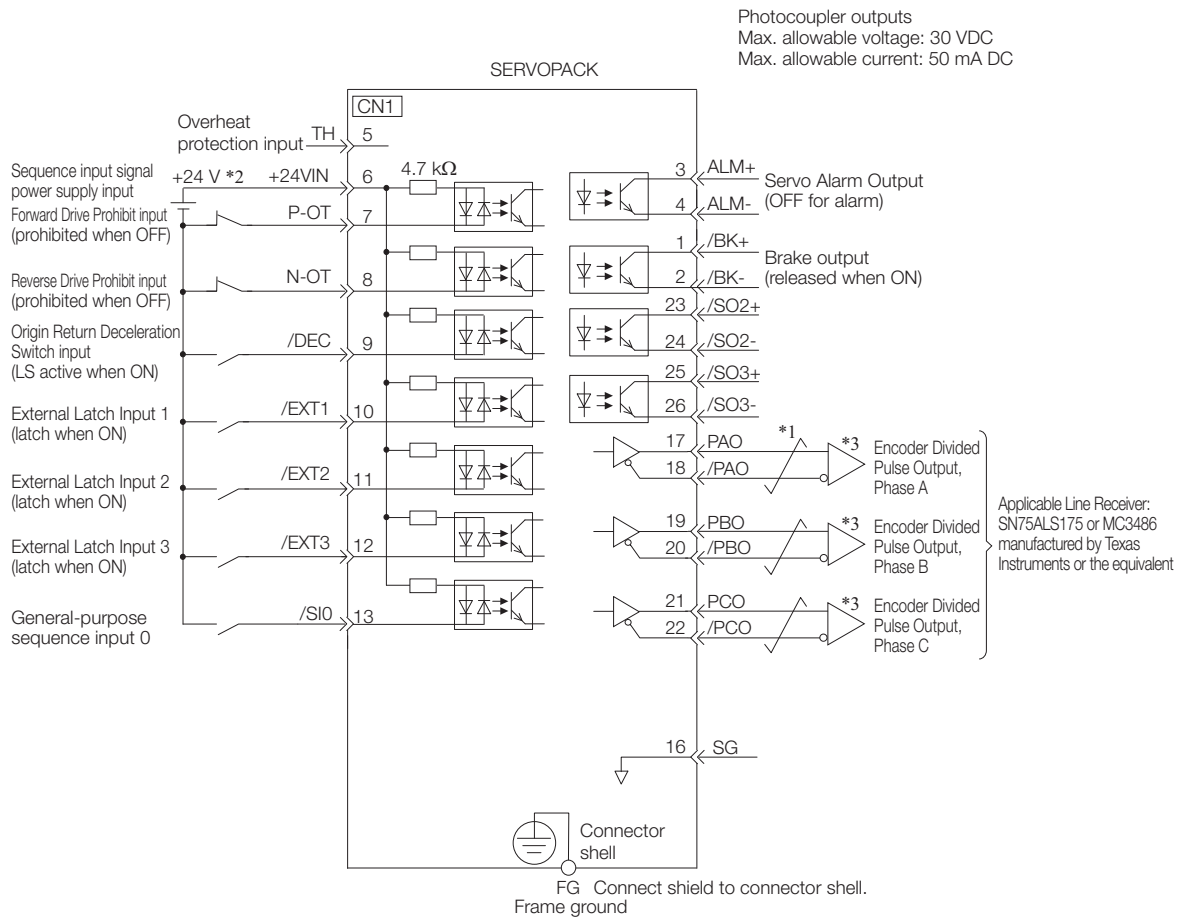 Photocoupler outputs
Max. allowable voltage: 30 VDC
Max. allowable current: 50 mA DC
SERVOPACK
CN1
Overheat
protection input
TH
5
Sequence input signal
power supply input
+24 V *2
+24VIN
6
4.7 kΩ
Forward Drive Prohibit input
(prohibited when OFF)
P-OT
7
Reverse Drive Prohibit input
(prohibited when OFF)
N-OT
8
Origin Return Deceleration
Switch input
(LS active when ON)
/DEC
9
External Latch Input 1
(latch when ON)
/EXT1
10
External Latch Input 2
(latch when ON)
/EXT2
11
External Latch Input 3
(latch when ON)
/EXT3
12
General-purpose
sequence input 0
/SI0
13
3
ALM+
4
ALM-
Servo Alarm Output
(OFF for alarm)
1
/BK+
2
/BK-
Brake output
(released when ON)
23
/SO2+
24
/SO2-
25
/SO3+
26
/SO3-
17
PAO
18
/PAO
*1
*3
Encoder Divided
Pulse Output,
Phase A
19
PBO
20
/PBO
*3
Encoder Divided
Pulse Output,
Phase B
21
PCO
22
/PCO
*3
Encoder Divided
Pulse Output,
Phase C
Applicable Line Receiver:
SN75ALS175 or MC3486
manufactured by Texas
Instruments or the equivalent
16
SG
Connector
shell
FG
Connect shield to connector shell.
Frame ground